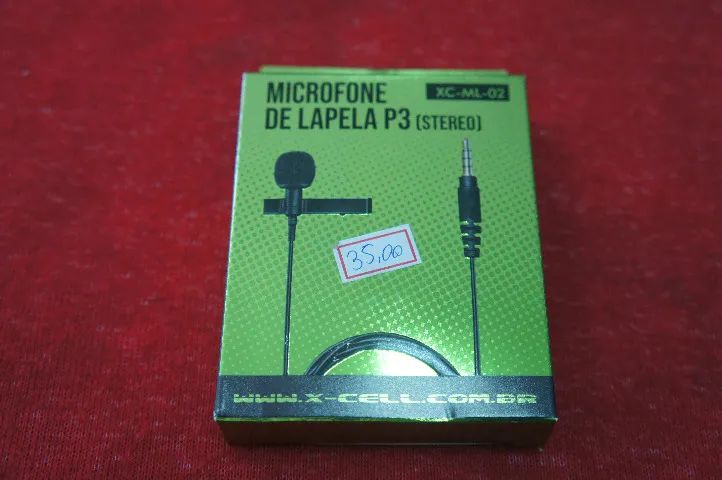 MICROFONE
XC-ML-02
DE LAPELA P3 (STEREO)
35,00
WWW.X-CELL.COM.BR